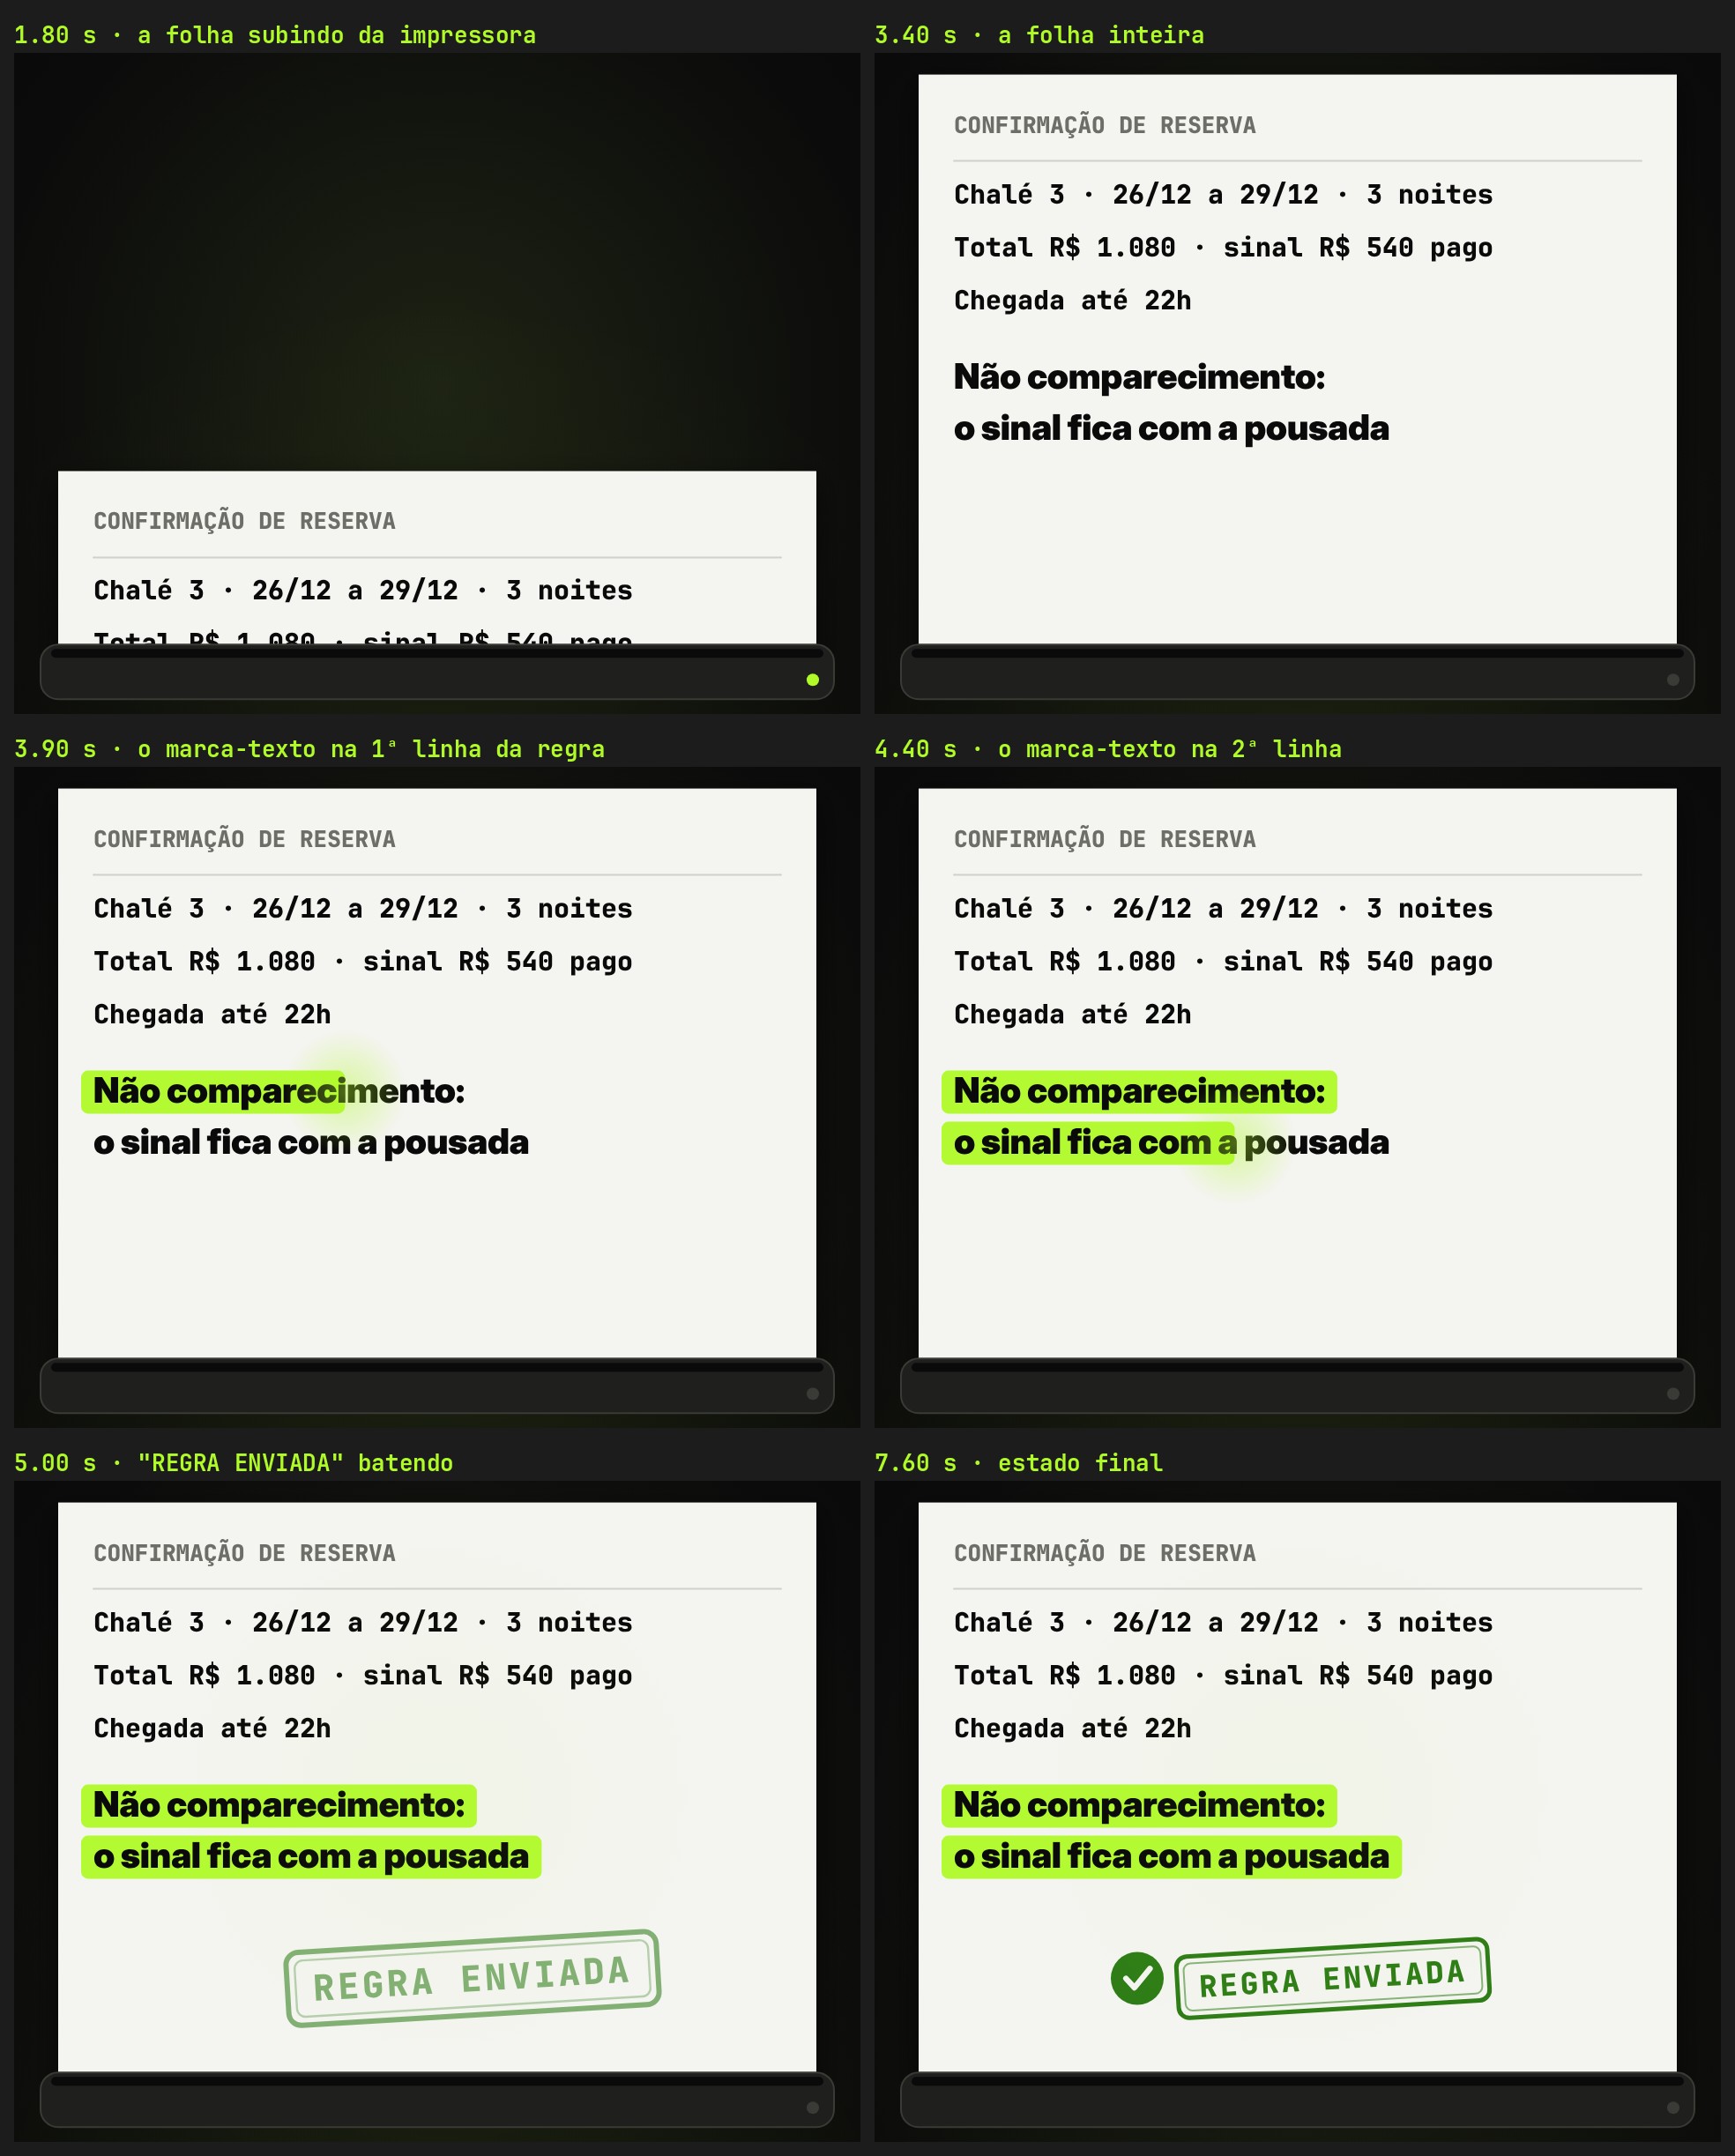 1.80 s · a folha subindo da impressora
CONFIRMAÇÃO DE RESERVA
Chalé 3 · 26/12 a 29/12 · 3 noites
Total R$ 1.080 · sinal R$ 540 pago
3.40 s · a folha inteira
CONFIRMAÇÃO DE RESERVA
Chalé 3 · 26/12 a 29/12 · 3 noites
Total R$ 1.080 · sinal R$ 540 pago
Chegada até 22h
Não comparecimento:
o sinal fica com a pousada
3.90 s · o marca-texto na 1ª linha da regra
CONFIRMAÇÃO DE RESERVA
Chalé 3 · 26/12 a 29/12 · 3 noites
Total R$ 1.080 · sinal R$ 540 pago
Chegada até 22h
Não comparecimento:
o sinal fica com a pousada
4.40 s · o marca-texto na 2ª linha
CONFIRMAÇÃO DE RESERVA
Chalé 3 · 26/12 a 29/12 · 3 noites
Total R$ 1.080 · sinal R$ 540 pago
Chegada até 22h
Não comparecimento:
o sinal fica com a pousada
5.00 s · "REGRA ENVIADA" batendo
CONFIRMAÇÃO DE RESERVA
Chalé 3 · 26/12 a 29/12 · 3 noites
Total R$ 1.080 · sinal R$ 540 pago
Chegada até 22h
Não comparecimento:
o sinal fica com a pousada
REGRA ENVIADA
7.60 s · estado final
CONFIRMAÇÃO DE RESERVA
Chalé 3 · 26/12 a 29/12 · 3 noites
Total R$ 1.080 · sinal R$ 540 pago
Chegada até 22h
Não comparecimento:
o sinal fica com a pousada
REGRA ENVIADA